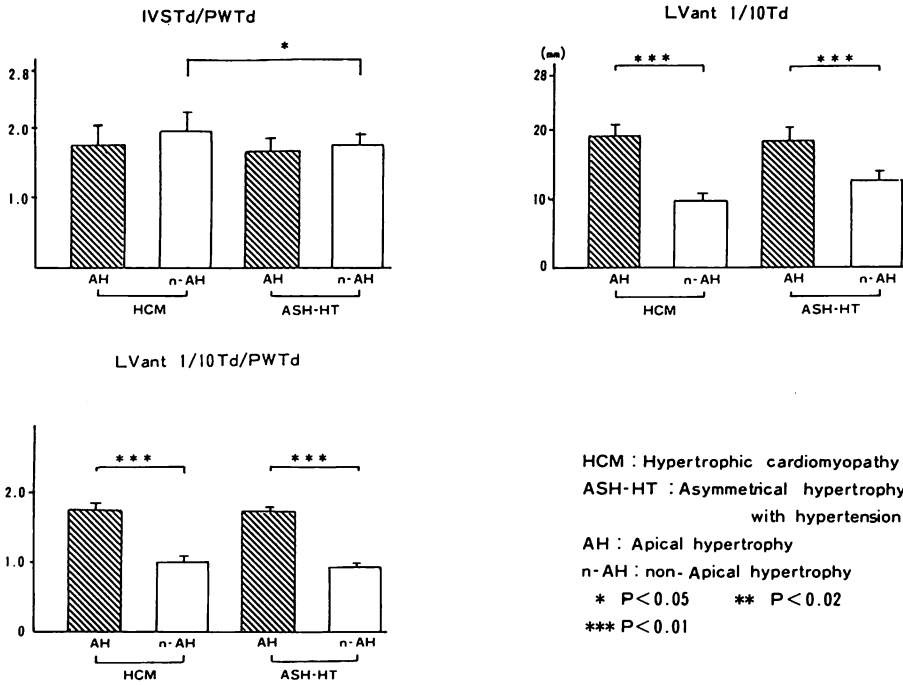 IVSTd/PWTd
*
2.8
2.0
1.0
AH n-AH AH n-AH
HCM ASH-HT
LVant 1/10Td
(mm)
28
*** ***
20
10
0
AH n-AH AH n-AH
HCM ASH-HT
LVant 1/10Td/PWTd
*** ***
2.0
1.0
0
AH n-AH AH n-AH
HCM ASH-HT
HCM : Hypertrophic cardiomyopathy
ASH-HT : Asymmetrical hypertrophy
with hypertension
AH : Apical hypertrophy
n-AH : non-Apical hypertrophy
* P<0.05 ** P<0.02
*** P<0.01